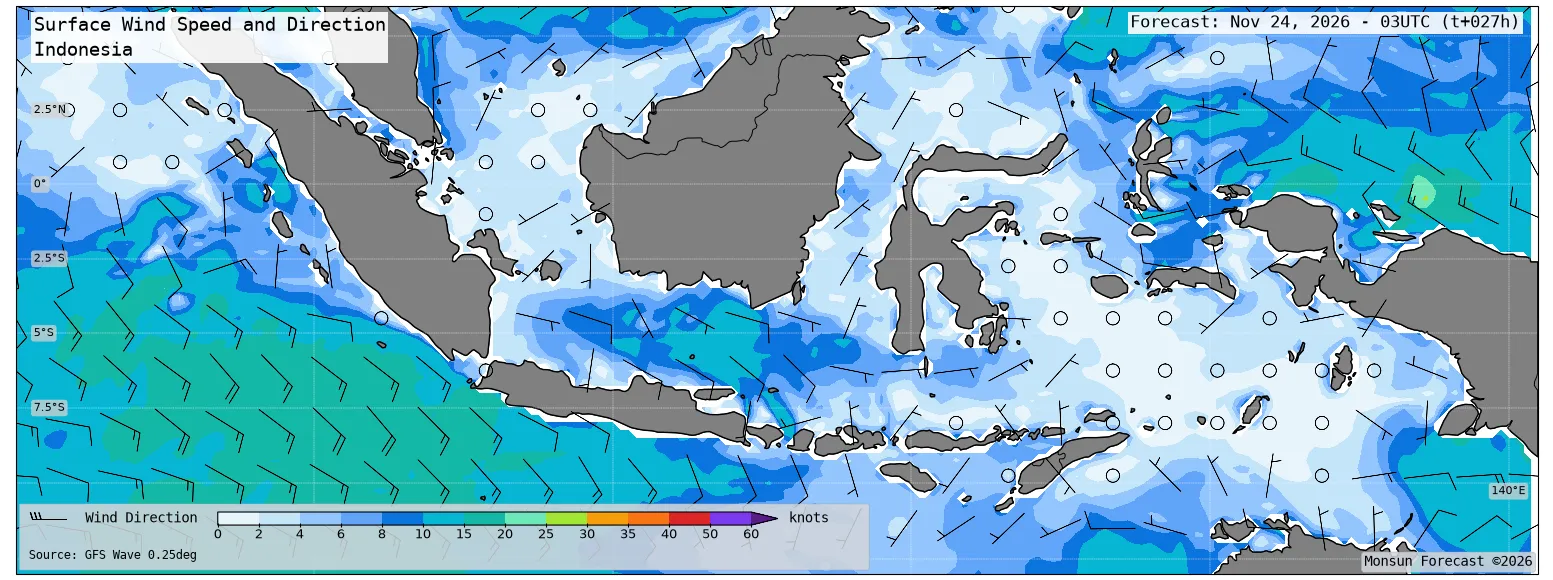 Surface Wind Speed and Direction
Indonesia
Forecast: Nov 24, 2026 - 03UTC (t+027h)
2.5°N
0°
2.5°S
5°S
7.5°S
140°E
Wind Direction
0 2 4 6 8 10 15 20 25 30 35 40 50 60
knots
Source: GFS Wave 0.25deg
Monsun Forecast ©2026